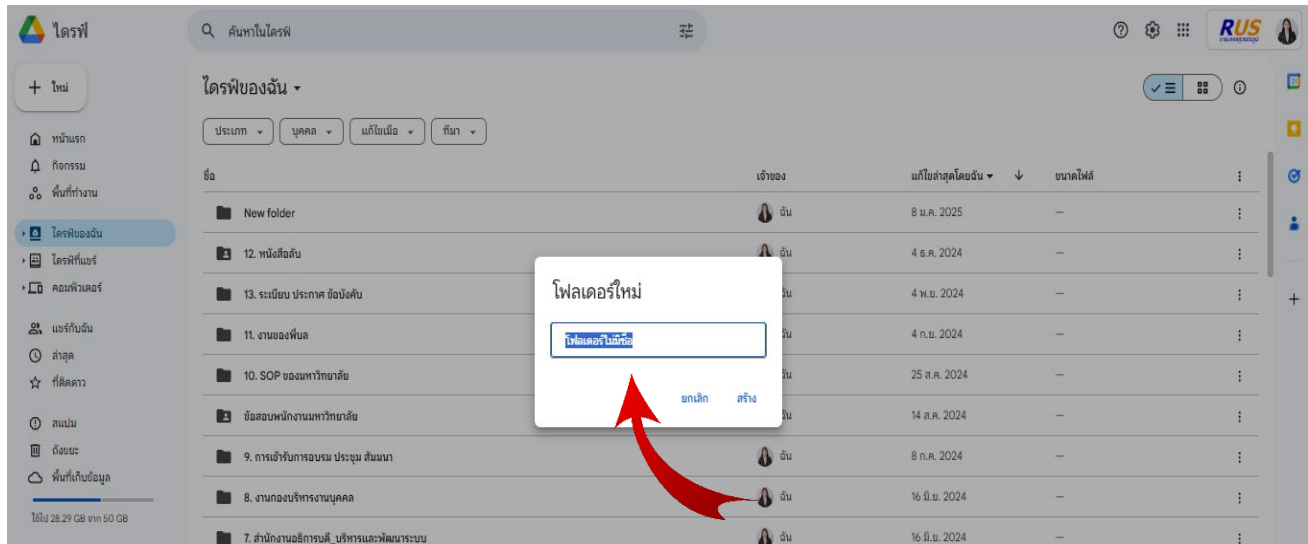 ไดรฟ์
ค้นหาในไดรฟ์
RUS
ใหม่
หน้าแรก
กิจกรรม
พื้นที่ทำงาน
ไดรฟ์ของฉัน
ไดรฟ์ที่แชร์
คอมพิวเตอร์
แชร์กับฉัน
ล่าสุด
ที่ติดดาว
สแปม
ถังขยะ
พื้นที่เก็บข้อมูล
ใช้ไป 28.29 GB จาก 50 GB
ไดรฟ์ของฉัน
ประเภท บุคคล แก้ไขเมื่อ ที่มา
ชื่อ เจ้าของ แก้ไขล่าสุดโดยฉัน ขนาดไฟล์
New folder ฉัน 8 ม.ค. 2025 —
12. หนังสือลับ ฉัน 4 ธ.ค. 2024 —
13. ระเบียบ ประกาศ ข้อบังคับ ฉัน 4 พ.ย. 2024 —
11. งานของพี่บล ฉัน 4 ก.ย. 2024 —
10. SOP ของมหาวิทยาลัย ฉัน 25 ส.ค. 2024 —
ข้อสอบพนักงานมหาวิทยาลัย ฉัน 14 ส.ค. 2024 —
9. การเข้ารับการอบรม ประชุม สัมมนา ฉัน 8 ก.ค. 2024 —
8. งานกองบริหารงานบุคคล ฉัน 16 มิ.ย. 2024 —
7. สำนักงานอธิการบดี_บริหารและพัฒนาระบบ ฉัน 16 มิ.ย. 2024 —
โฟลเดอร์ใหม่
โฟลเดอร์ไม่มีชื่อ
ยกเลิก สร้าง